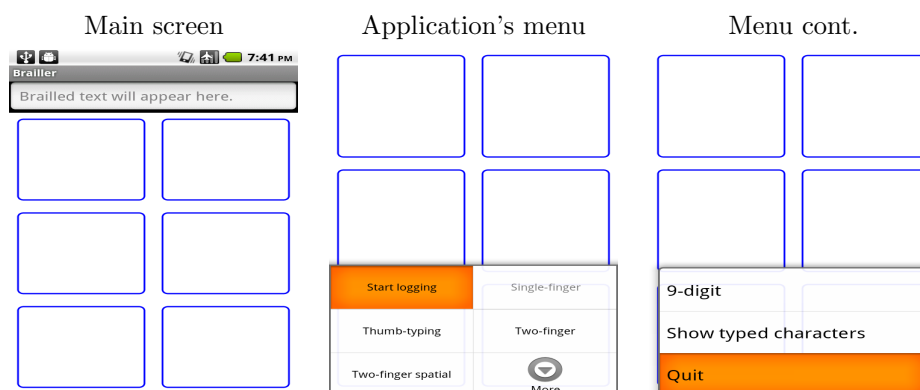 Main screen
Application's menu
Menu cont.
7:41 PM
Brailler
Brailled text will appear here.
Start logging
Single-finger
Thumb-typing
Two-finger
Two-finger spatial
More
9-digit
Show typed characters
Quit